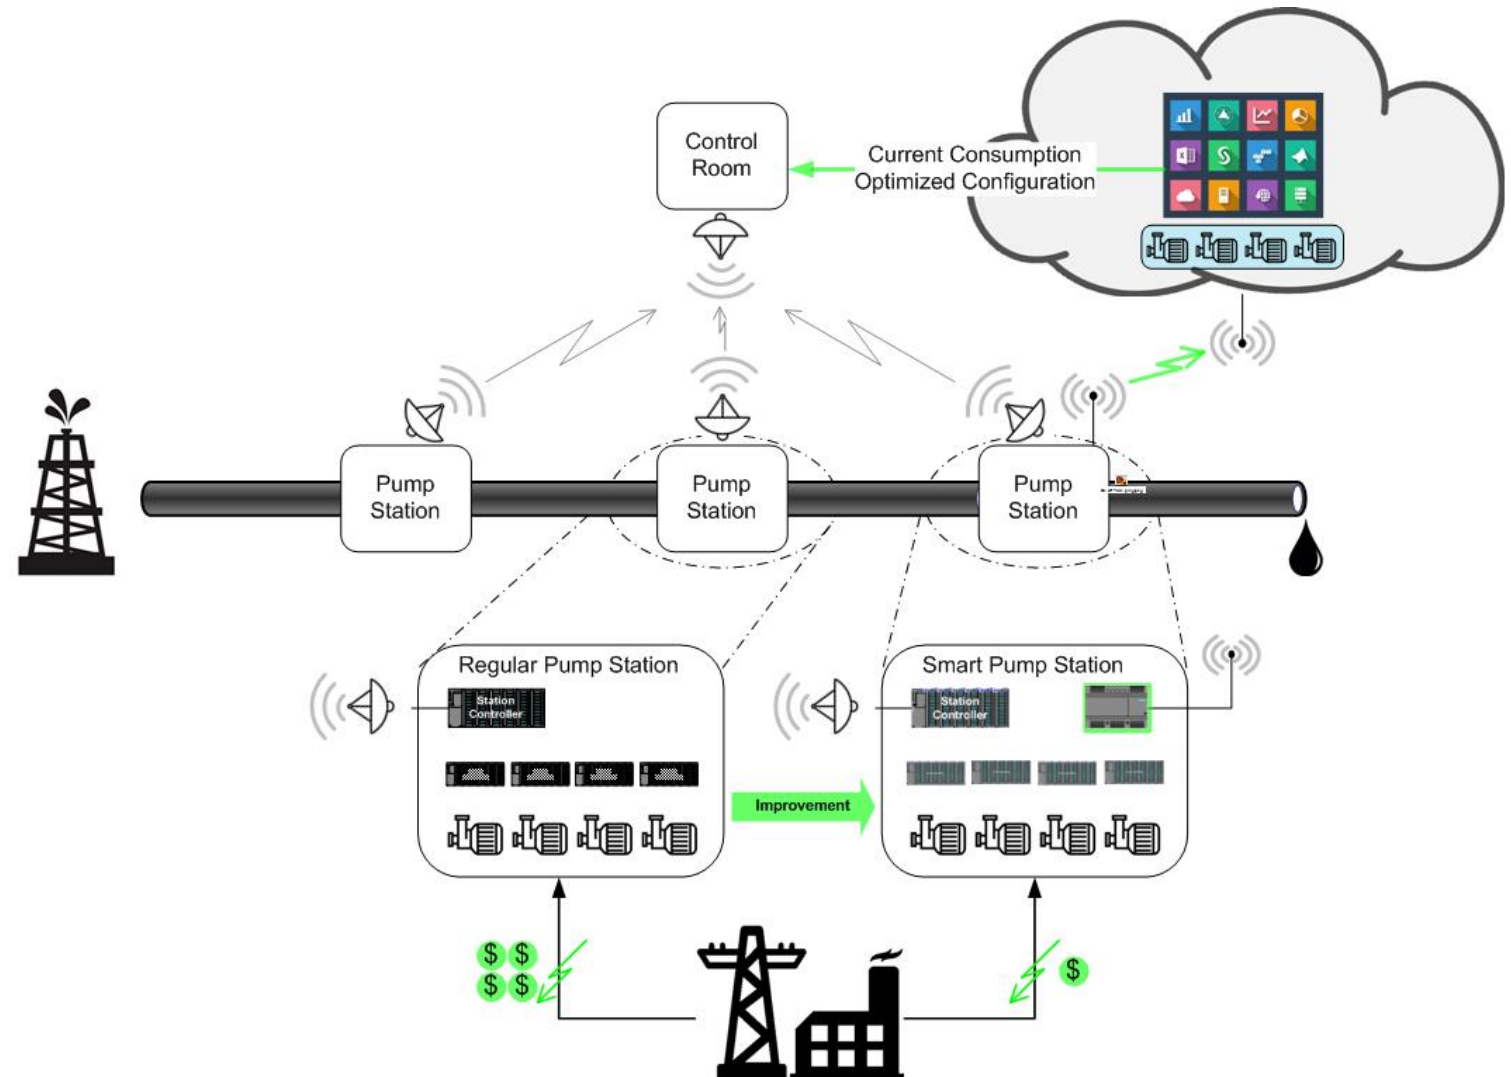 Control
Room
Current Consumption
Optimized Configuration
Pump
Station
Pump
Station
Pump
Station
Regular Pump Station
Station
Controller
Smart Pump Station
Station
Controller
Improvement
$ $
$ $
$